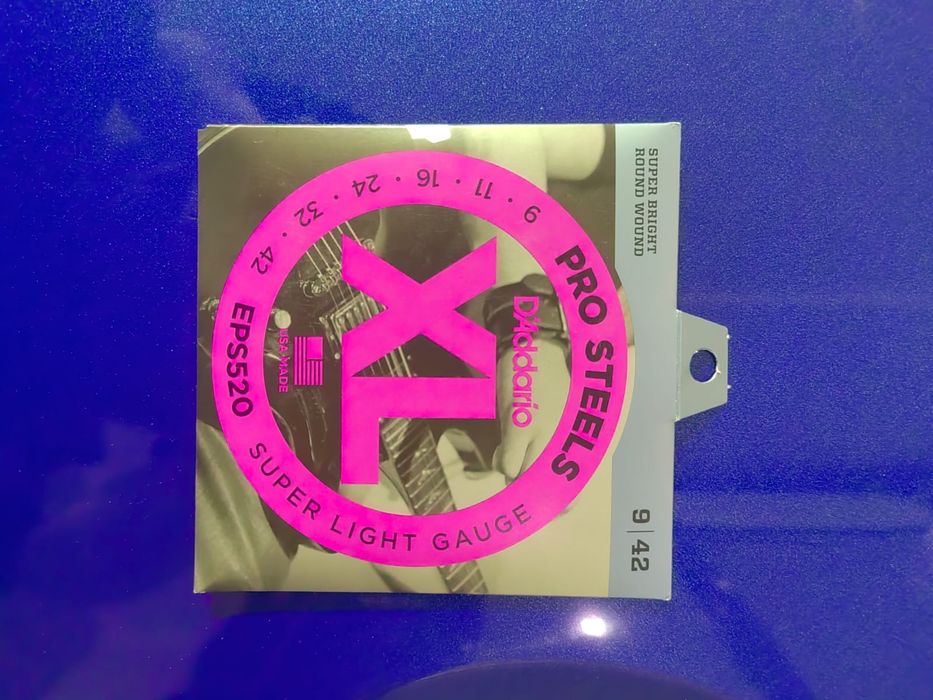 SUPER BRIGHT
ROUND WOUND
9|42
PRO STEELS
D'Addario
XL
USA MADE
EPS520
9 · 11 · 16 · 24 · 32 · 42
SUPER LIGHT GAUGE